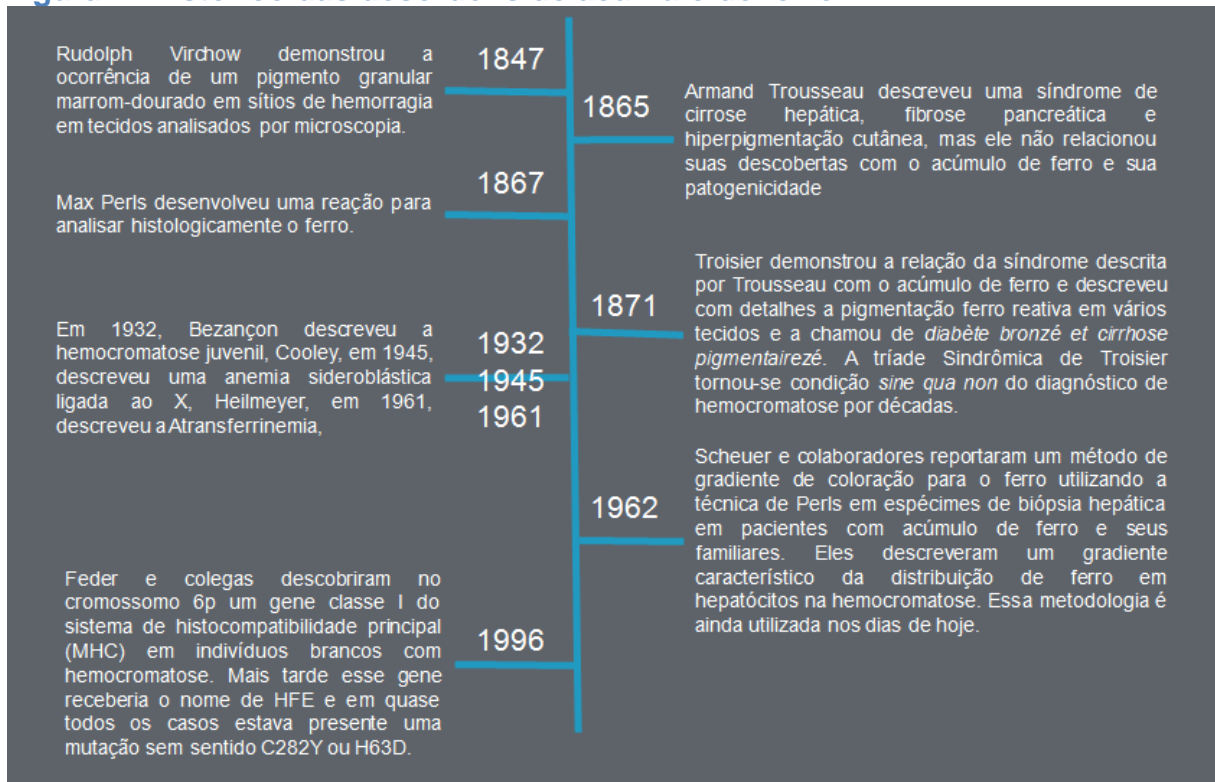 1847
Rudolph Virchow demonstrou a
ocorrência de um pigmento granular
marrom-dourado em sítios de hemorragia
em tecidos analisados por microscopia.
1865
Armand Trousseau descreveu uma síndrome de
cirrose hepática, fibrose pancreática e
hiperpigmentação cutânea, mas ele não relacionou
suas descobertas com o acúmulo de ferro e sua
patogenicidade
1867
Max Perls desenvolveu uma reação para
analisar histologicamente o ferro.
1871
Troisier demonstrou a relação da síndrome descrita
por Trousseau com o acúmulo de ferro e descreveu
com detalhes a pigmentação ferro reativa em vários
tecidos e a chamou de diabète bronzé et cirrhose
pigmentairezé. A tríade Sindrômica de Troisier
tornou-se condição sine qua non do diagnóstico de
hemocromatose por décadas.
1932
1945
1961
Em 1932, Bezançon descreveu a
hemocromatose juvenil, Cooley, em 1945,
descreveu uma anemia sideroblástica
ligada ao X, Heilmeyer, em 1961,
descreveu a Atransferrinemia,
1962
Scheuer e colaboradores reportaram um método de
gradiente de coloração para o ferro utilizando a
técnica de Perls em espécimes de biópsia hepática
em pacientes com acúmulo de ferro e seus
familiares. Eles descreveram um gradiente
característico da distribuição de ferro em
hepatócitos na hemocromatose. Essa metodologia é
ainda utilizada nos dias de hoje.
1996
Feder e colegas descobriram no
cromossomo 6p um gene classe I do
sistema de histocompatibilidade principal
(MHC) em indivíduos brancos com
hemocromatose. Mais tarde esse gene
receberia o nome de HFE e em quase
todos os casos estava presente uma
mutação sem sentido C282Y ou H63D.